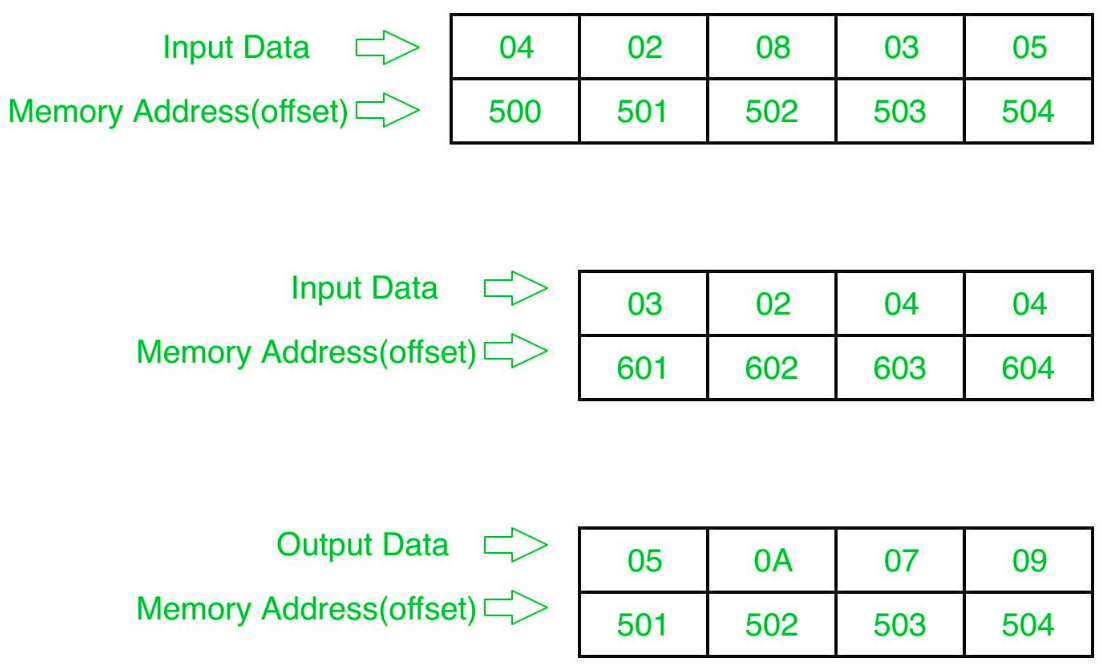 Input Data 04 02 08 03 05
Memory Address(offset) 500 501 502 503 504
Input Data 03 02 04 04
Memory Address(offset) 601 602 603 604
Output Data 05 0A 07 09
Memory Address(offset) 501 502 503 504